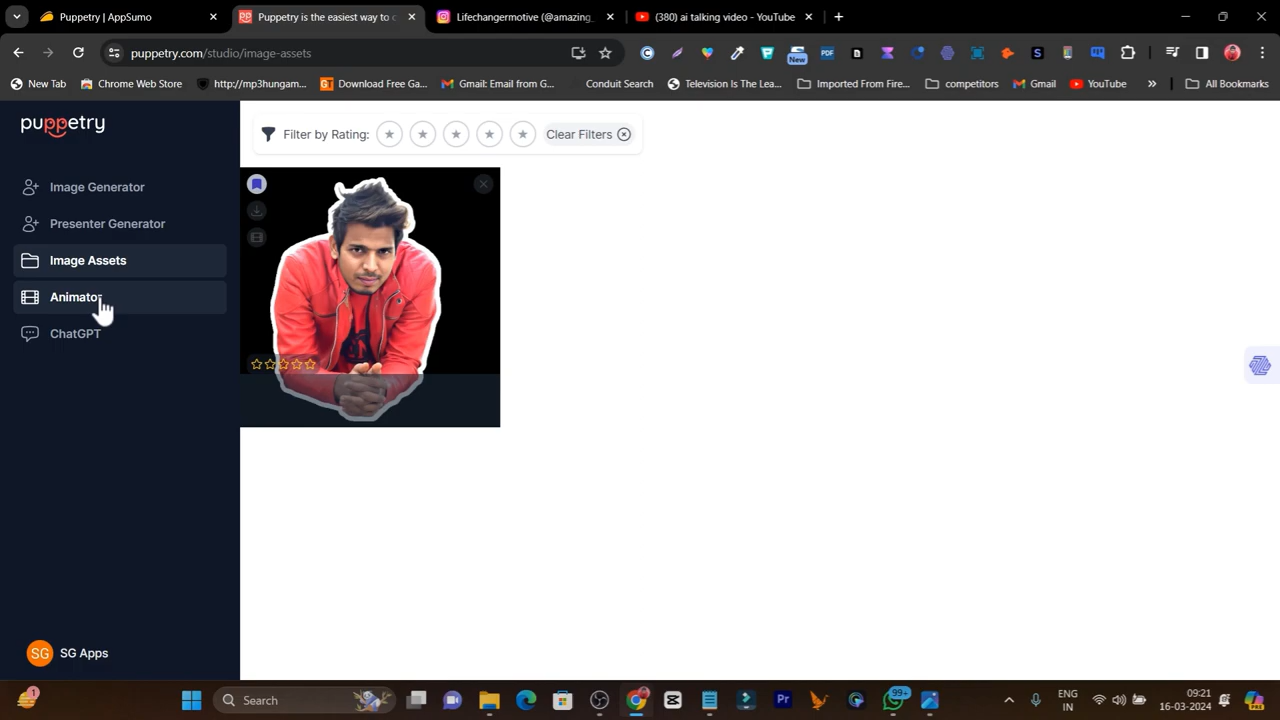 Puppetry | AppSumo
Puppetry is the easiest way to c
Lifechangermotive (@amazing_
(380) ai talking video - YouTube
puppetry.com/studio/image-assets
New
New Tab
Chrome Web Store
http://mp3hungam...
Download Free Ga...
Gmail: Email from G...
Conduit Search
Television Is The Lea...
Imported From Fire...
competitors
Gmail
YouTube
All Bookmarks
puppetry
Filter by Rating:
Clear Filters
Image Generator
Presenter Generator
Image Assets
Animator
ChatGPT
SG
SG Apps
1
Search
99+
ENG
IN
09:21
16-03-2024